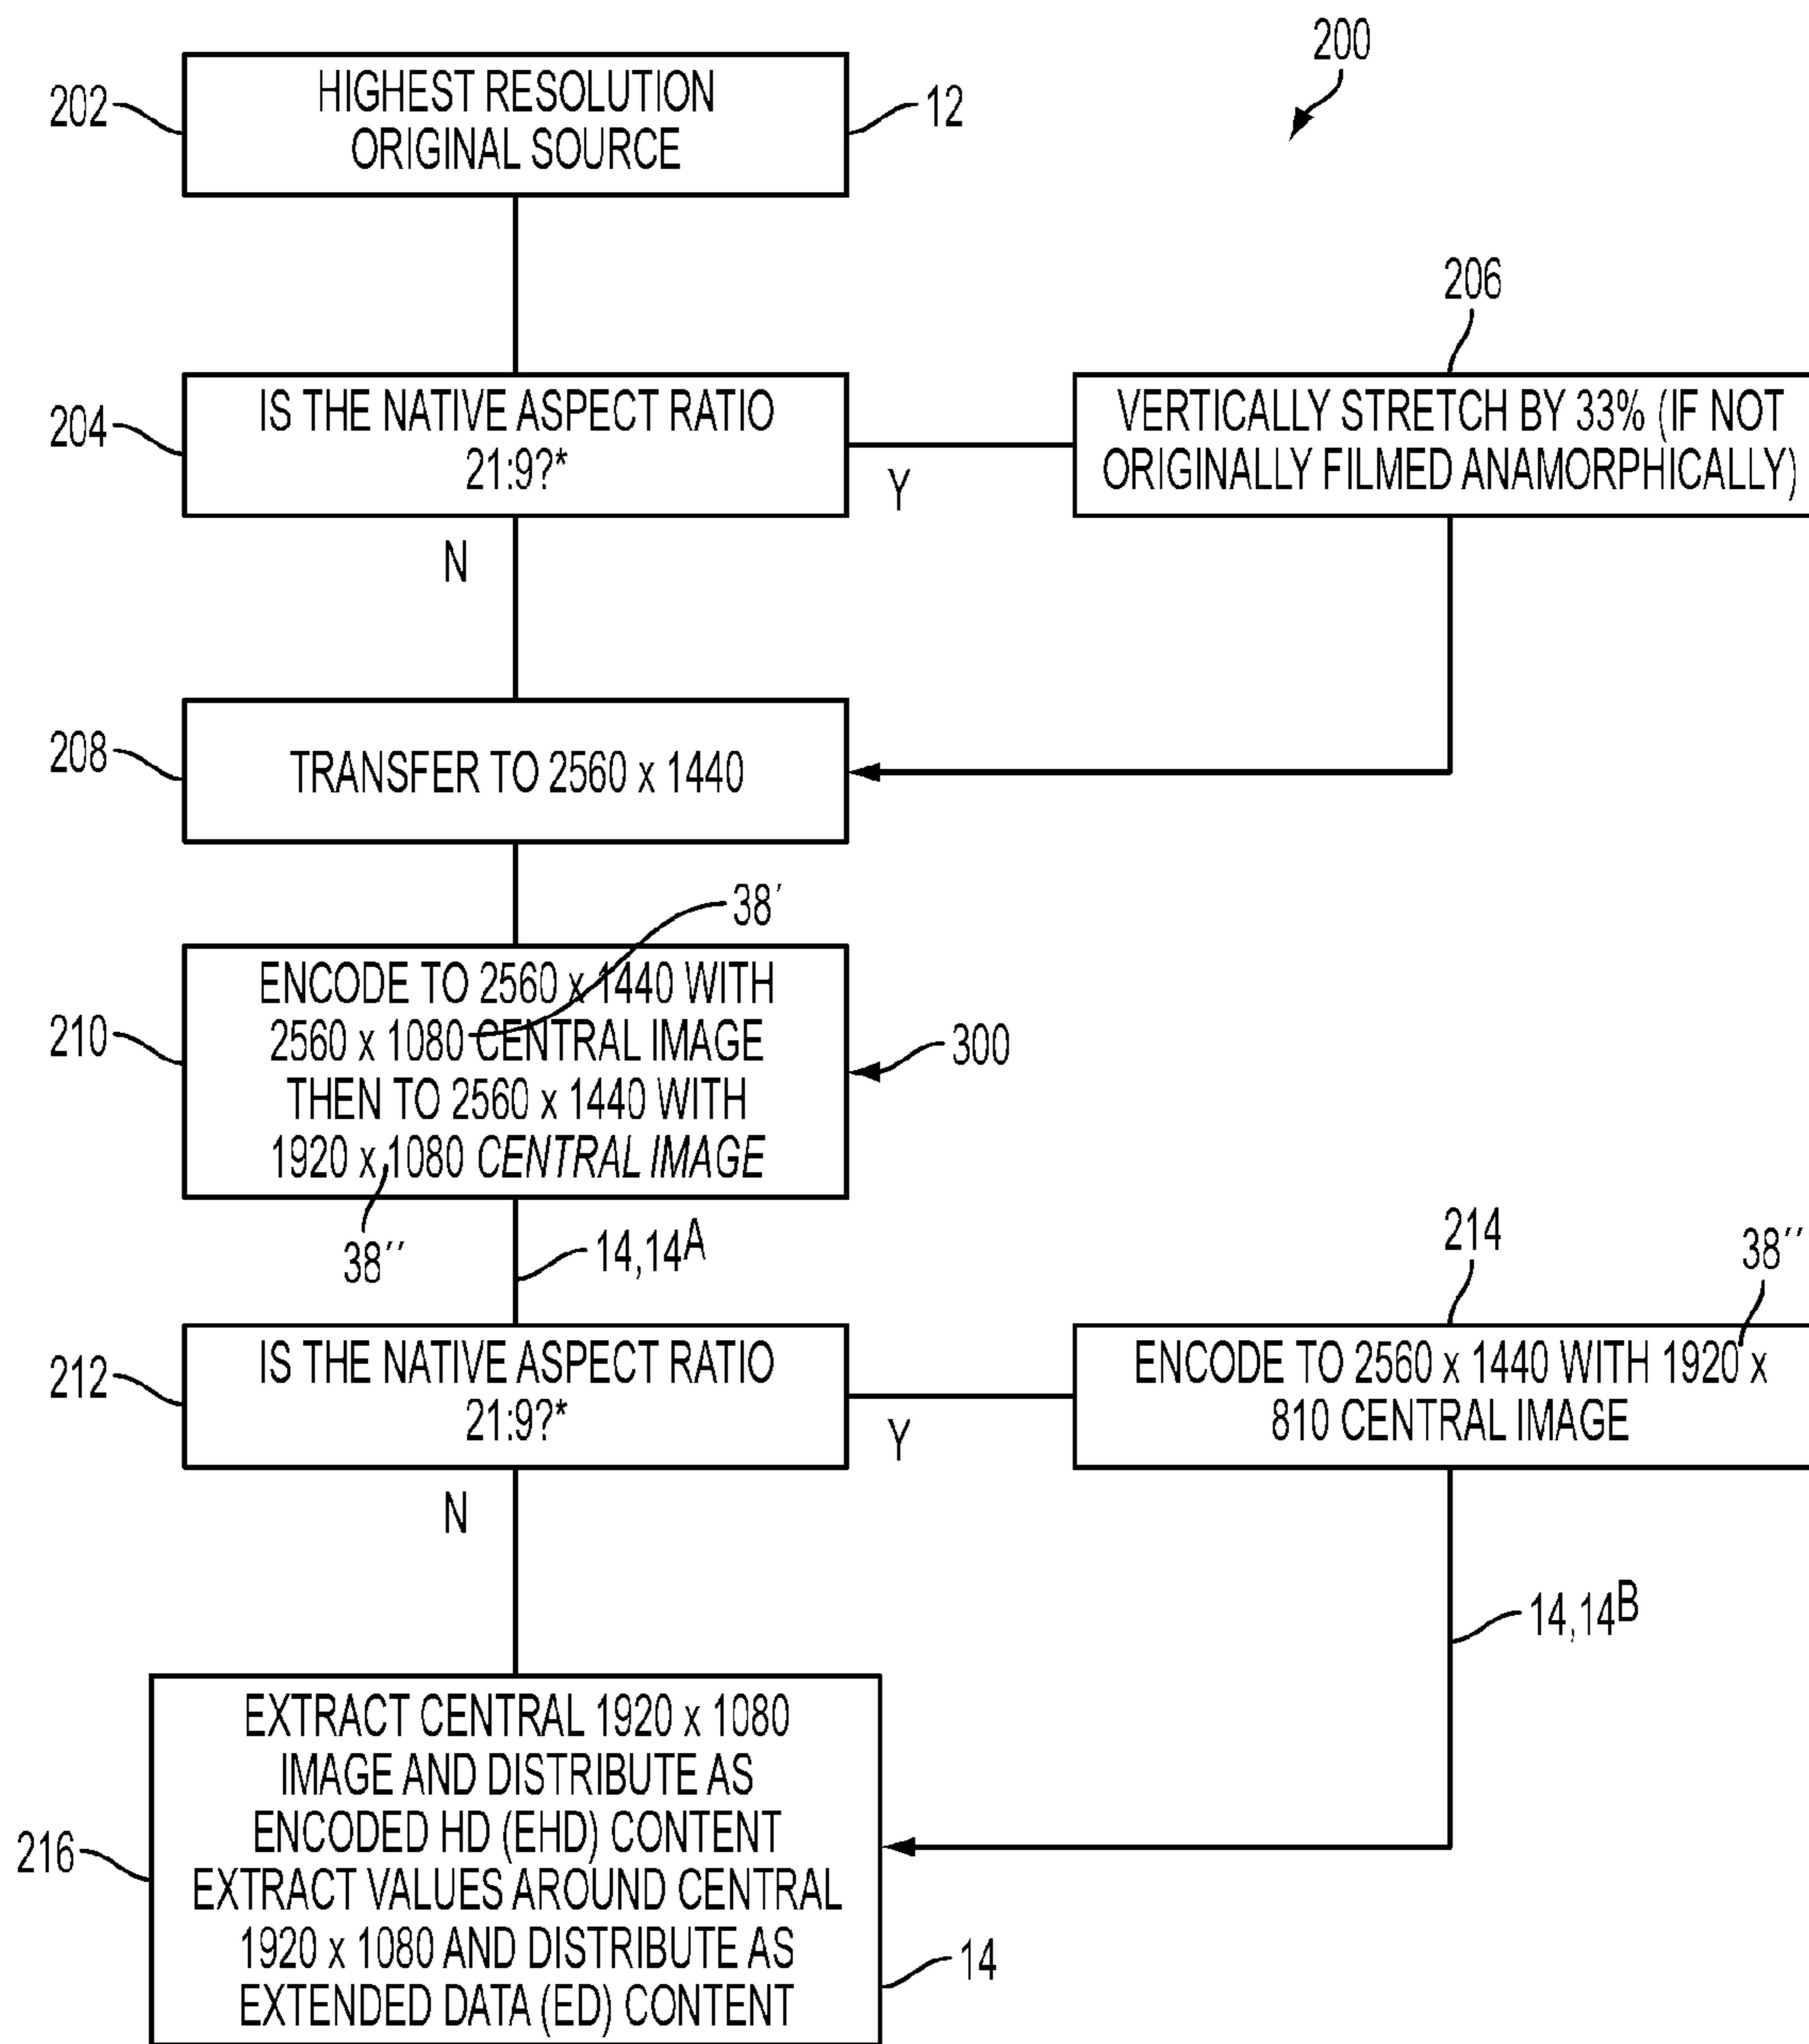 200
202
HIGHEST RESOLUTION
ORIGINAL SOURCE
12
206
204
IS THE NATIVE ASPECT RATIO
21:9?*
Y
VERTICALLY STRETCH BY 33% (IF NOT
ORIGINALLY FILMED ANAMORPHICALLY)
N
208
TRANSFER TO 2560 x 1440
38′
210
ENCODE TO 2560 x 1440 WITH
2560 x 1080 CENTRAL IMAGE
THEN TO 2560 x 1440 WITH
1920 x 1080 CENTRAL IMAGE
300
38′′
14,14A
214
38′′′
212
IS THE NATIVE ASPECT RATIO
21:9?*
Y
ENCODE TO 2560 x 1440 WITH 1920 x
810 CENTRAL IMAGE
N
14,14B
216
EXTRACT CENTRAL 1920 x 1080
IMAGE AND DISTRIBUTE AS
ENCODED HD (EHD) CONTENT
EXTRACT VALUES AROUND CENTRAL
1920 x 1080 AND DISTRIBUTE AS
EXTENDED DATA (ED) CONTENT
14